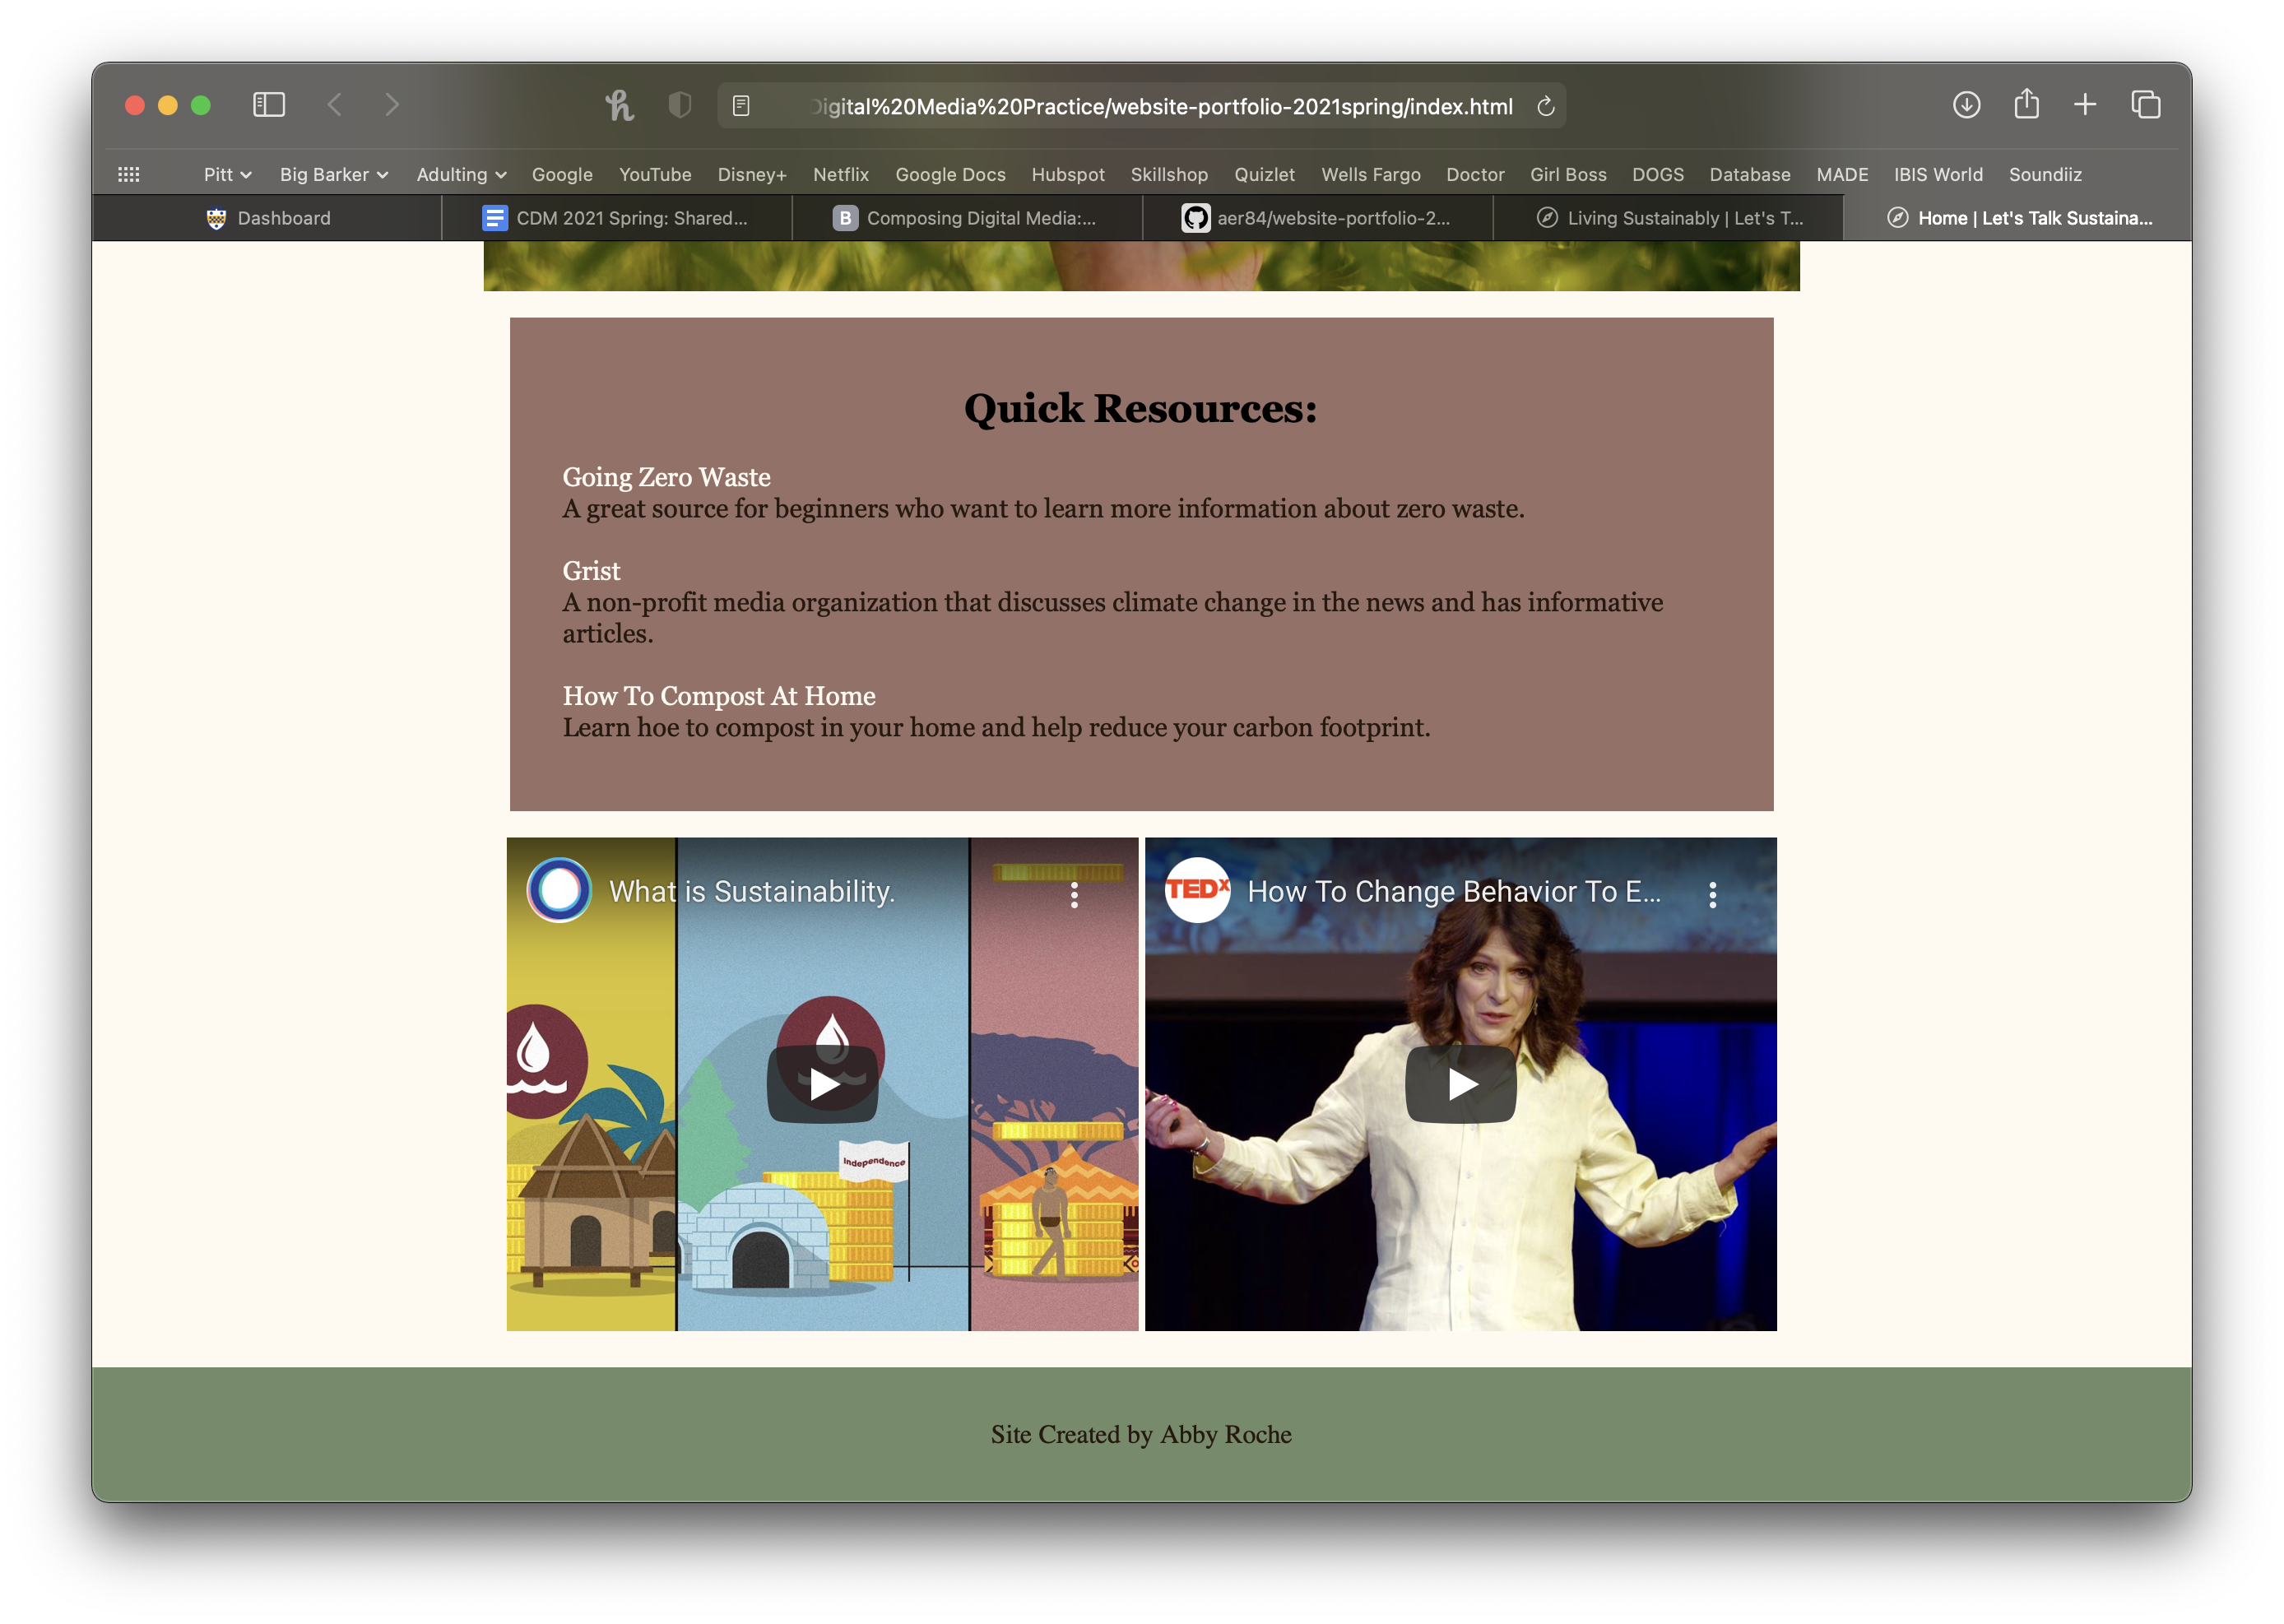 Digital%20Media%20Practice/website-portfolio-2021spring/index.html
Pitt Big Barker Adulting Google YouTube Disney+ Netflix Google Docs Hubspot Skillshop Quizlet Wells Fargo Doctor Girl Boss DOGS Database MADE IBIS World Soundiiz
Dashboard CDM 2021 Spring: Shared... B Composing Digital Media:... aer84/website-portfolio-2... Living Sustainably | Let's T... Home | Let's Talk Sustaina...
Quick Resources:
Going Zero Waste
A great source for beginners who want to learn more information about zero waste.
Grist
A non-profit media organization that discusses climate change in the news and has informative
articles.
How To Compost At Home
Learn hoe to compost in your home and help reduce your carbon footprint.
What is Sustainability.
Independence
TEDx How To Change Behavior To E...
Site Created by Abby Roche